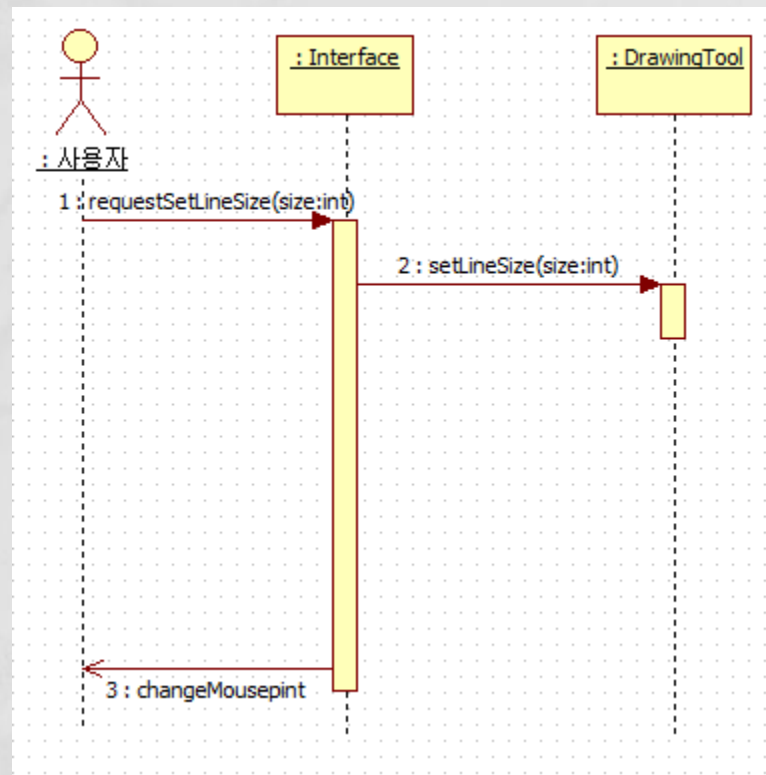 : Interface
: DrawingTool
: 사용자
1 : requestSetLineSize(size:int)
2 : setLineSize(size:int)
3 : changeMousepint